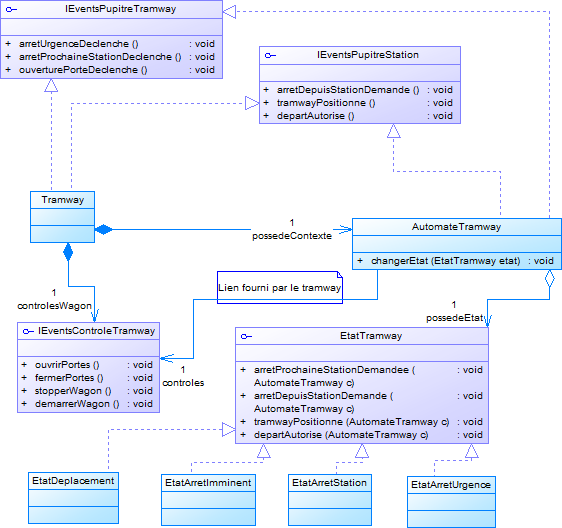 IEventsPupitreTramway
+ arretUrgenceDeclenche () : void
+ arretProchaineStationDeclenche () : void
+ ouverturePorteDeclenche () : void
IEventsPupitreStation
+ arretDepuisStationDemande () : void
+ tramwayPositionne () : void
+ departAutorise () : void
Tramway
1
possedeContexte
AutomateTramway
+ changerEtat (EtatTramway etat) : void
Lien fourni par le tramway
1
controlesWagon
1
possedeEtat
IEventsControleTramway
+ ouvrirPortes () : void
+ fermerPortes () : void
+ stopperWagon () : void
+ demarrerWagon () : void
1
controles
EtatTramway
+ arretProchaineStationDemandee ( : void
AutomateTramway c)
+ arretDepuisStationDemande ( : void
AutomateTramway c)
+ tramwayPositionne (AutomateTramway c) : void
+ departAutorise (AutomateTramway c) : void
EtatDeplacement
EtatArretImminent
EtatArretStation
EtatArretUrgence